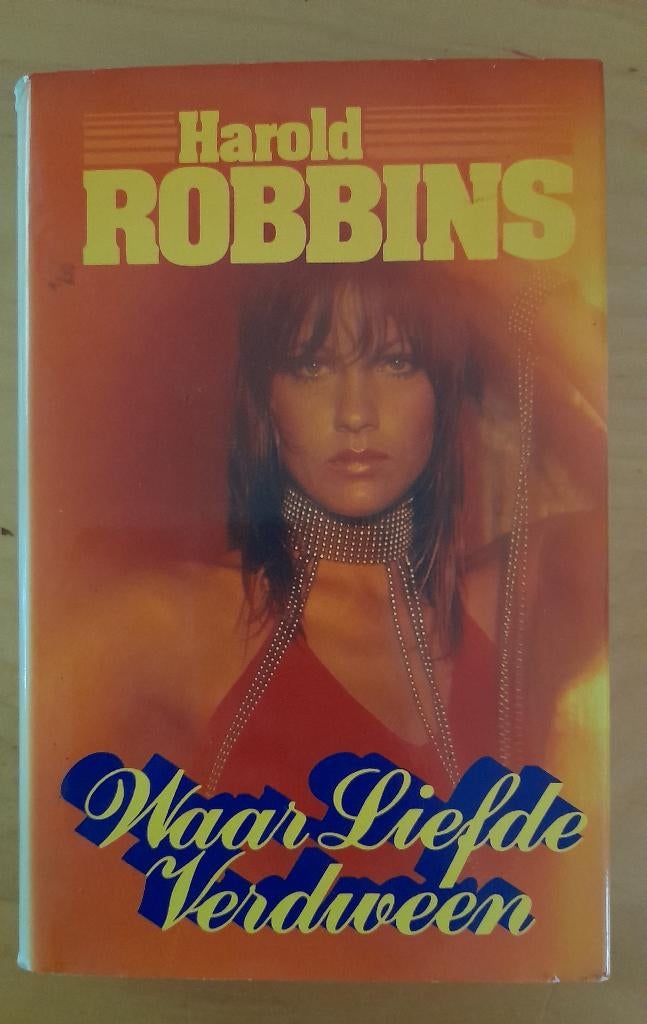 Harold
ROBBINS
Waar Liefde
Verdween